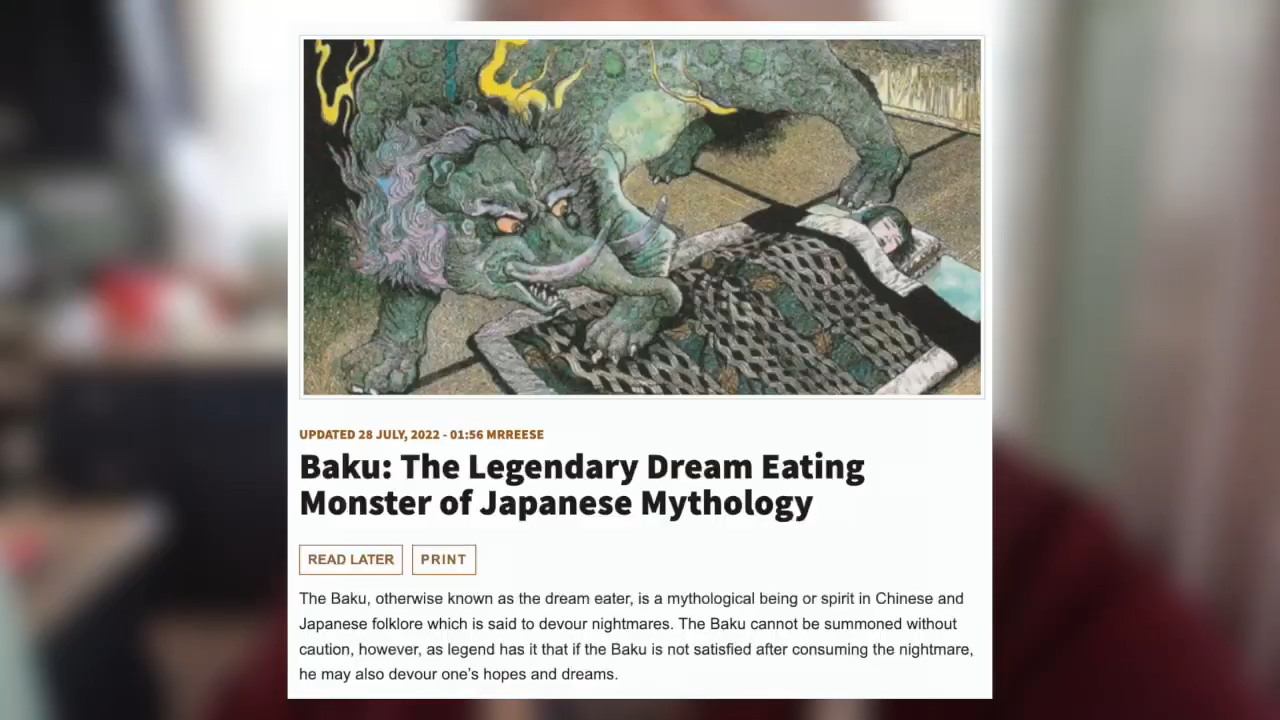 UPDATED 28 JULY, 2022 - 01:56 MRREESE
Baku: The Legendary Dream Eating
Monster of Japanese Mythology
READ LATER PRINT
The Baku, otherwise known as the dream eater, is a mythological being or spirit in Chinese and
Japanese folklore which is said to devour nightmares. The Baku cannot be summoned without
caution, however, as legend has it that if the Baku is not satisfied after consuming the nightmare,
he may also devour one’s hopes and dreams.